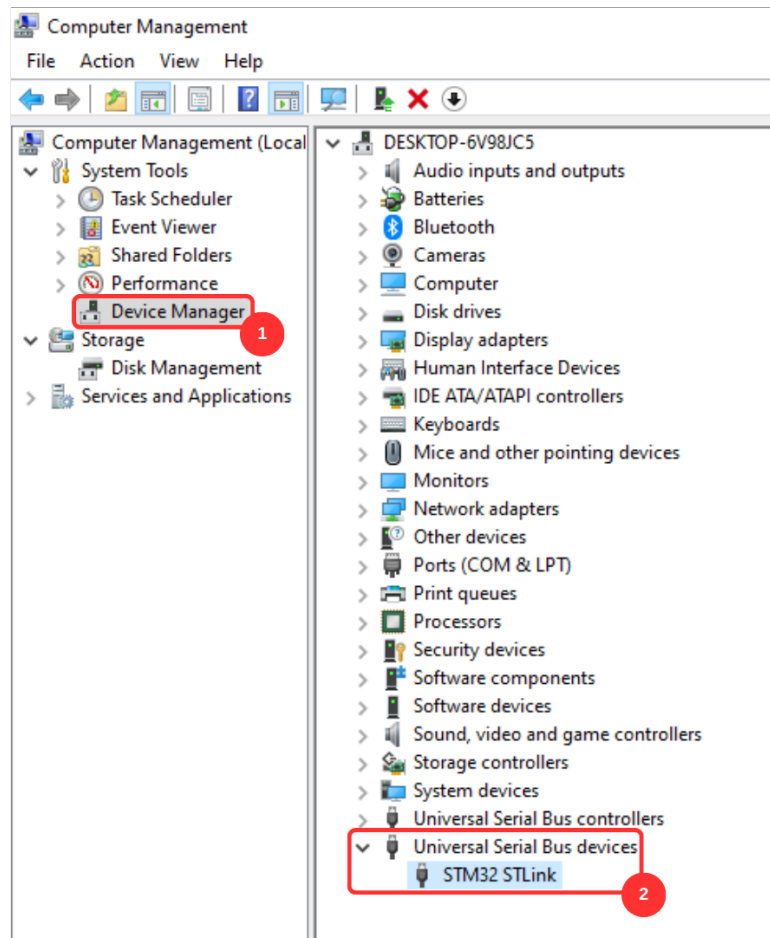 Computer Management
File Action View Help
Computer Management (Local
System Tools
Task Scheduler
Event Viewer
Shared Folders
Performance
Device Manager
1
Storage
Disk Management
Services and Applications
DESKTOP-6V98JC5
Audio inputs and outputs
Batteries
Bluetooth
Cameras
Computer
Disk drives
Display adapters
Human Interface Devices
IDE ATA/ATAPI controllers
Keyboards
Mice and other pointing devices
Monitors
Network adapters
Other devices
Ports (COM & LPT)
Print queues
Processors
Security devices
Software components
Software devices
Sound, video and game controllers
Storage controllers
System devices
Universal Serial Bus controllers
Universal Serial Bus devices
STM32 STLink
2